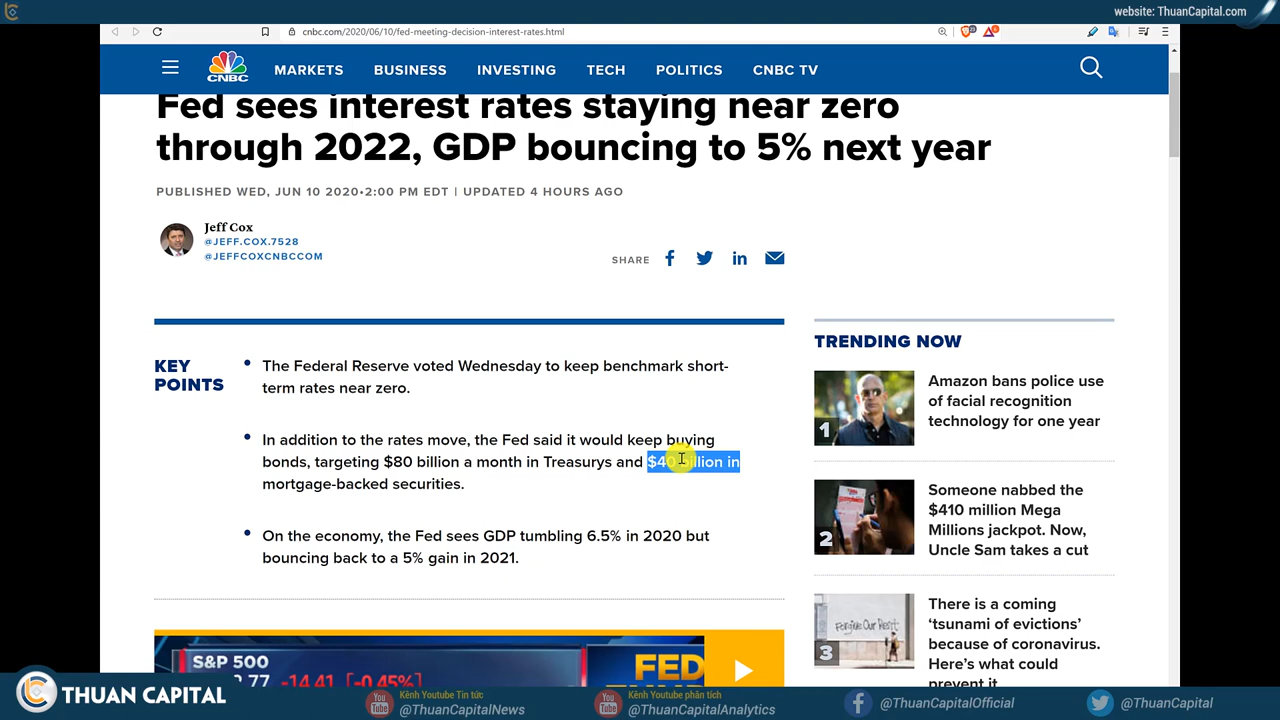 website: ThuanCapital.com
cnbc.com/2020/06/10/fed-meeting-decision-interest-rates.html
CNBC
MARKETS BUSINESS INVESTING TECH POLITICS CNBC TV
Fed sees interest rates staying near zero
through 2022, GDP bouncing to 5% next year
PUBLISHED WED, JUN 10 2020•2:00 PM EDT | UPDATED 4 HOURS AGO
Jeff Cox
@JEFF.COX.7528
@JEFFCOXCNBCCOM
SHARE
KEY
POINTS
• The Federal Reserve voted Wednesday to keep benchmark short-
term rates near zero.
• In addition to the rates move, the Fed said it would keep buying
bonds, targeting $80 billion a month in Treasurys and $40 billion in
mortgage-backed securities.
• On the economy, the Fed sees GDP tumbling 6.5% in 2020 but
bouncing back to a 5% gain in 2021.
S&P 500
-14.41 [-0.45%]
FED
TRENDING NOW
1
Amazon bans police use
of facial recognition
technology for one year
2
Someone nabbed the
$410 million Mega
Millions jackpot. Now,
Uncle Sam takes a cut
3
There is a coming
‘tsunami of evictions’
because of coronavirus.
Here’s what could
prevent it
THUAN CAPITAL
You Tube
Kênh Youtube Tin tức:
@ThuanCapitalNews
You Tube
Kênh Youtube phân tích
@ThuanCapitalAnalytics
@ThuanCapitalOfficial
@ThuanCapital